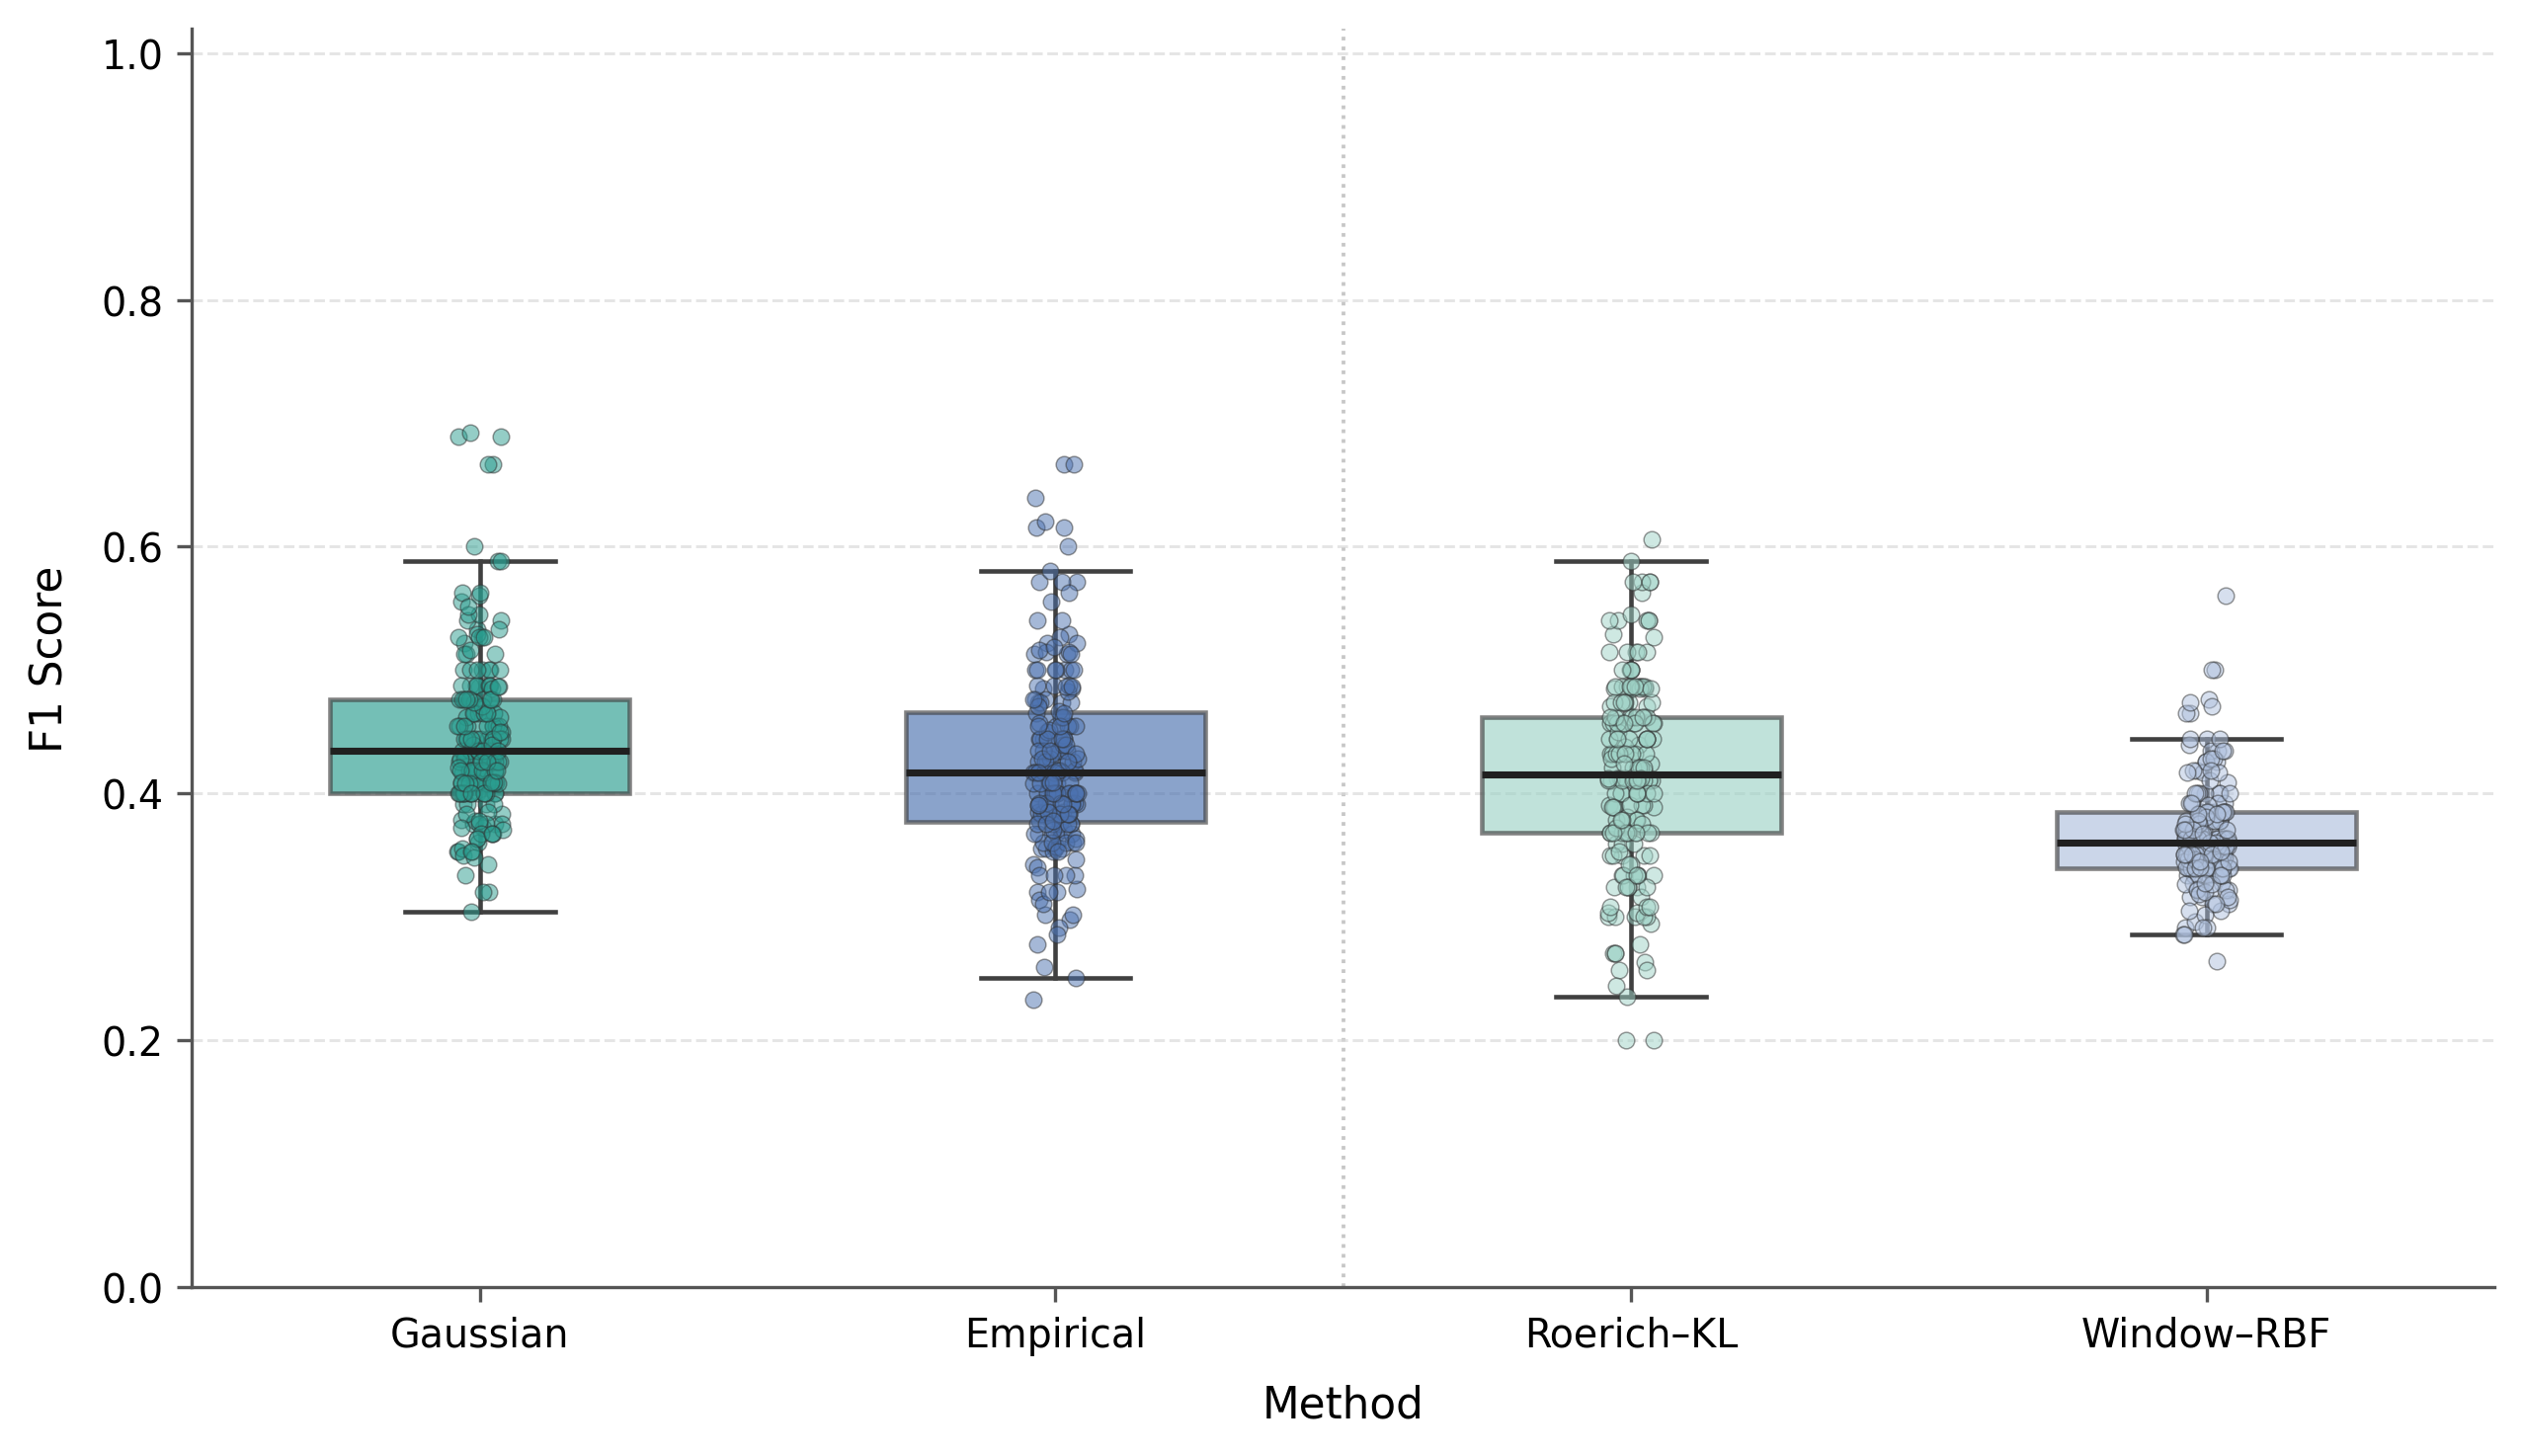 1.0
0.8
0.6
0.4
0.2
0.0
F1 Score
Gaussian
Empirical
Roerich–KL
Window–RBF
Method